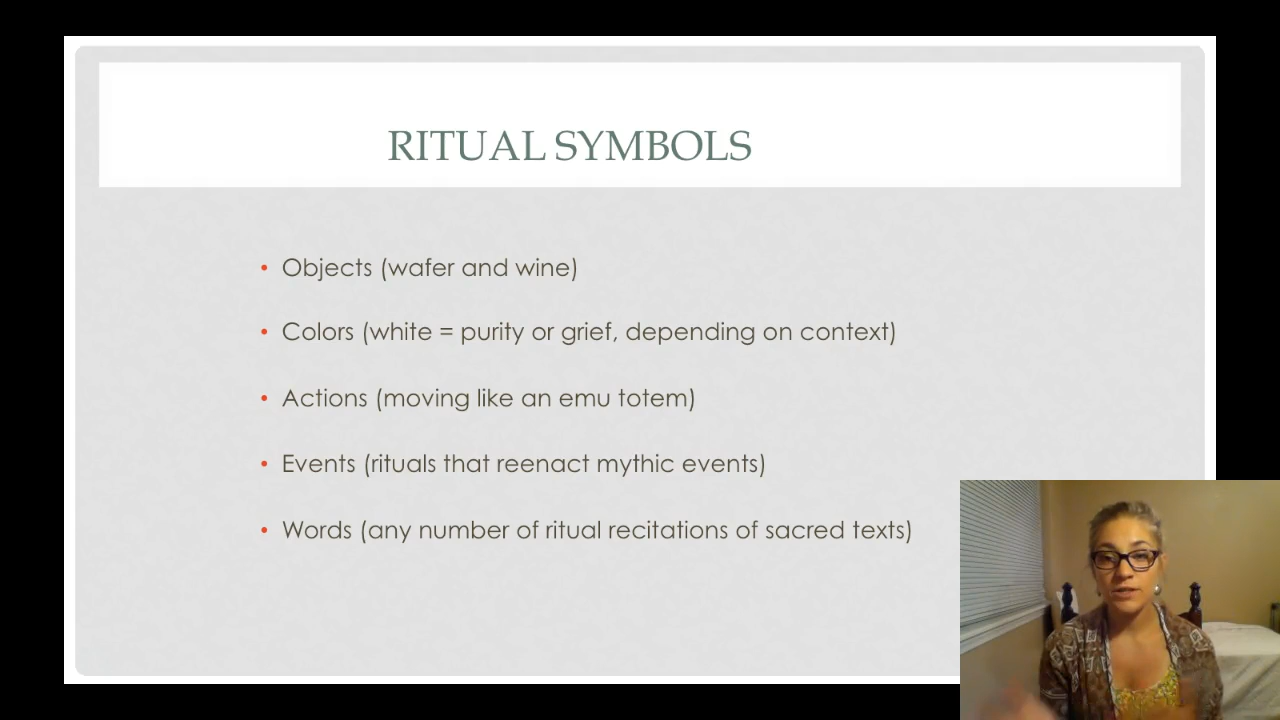 RITUAL SYMBOLS
• Objects (wafer and wine)
• Colors (white = purity or grief, depending on context)
• Actions (moving like an emu totem)
• Events (rituals that reenact mythic events)
• Words (any number of ritual recitations of sacred texts)